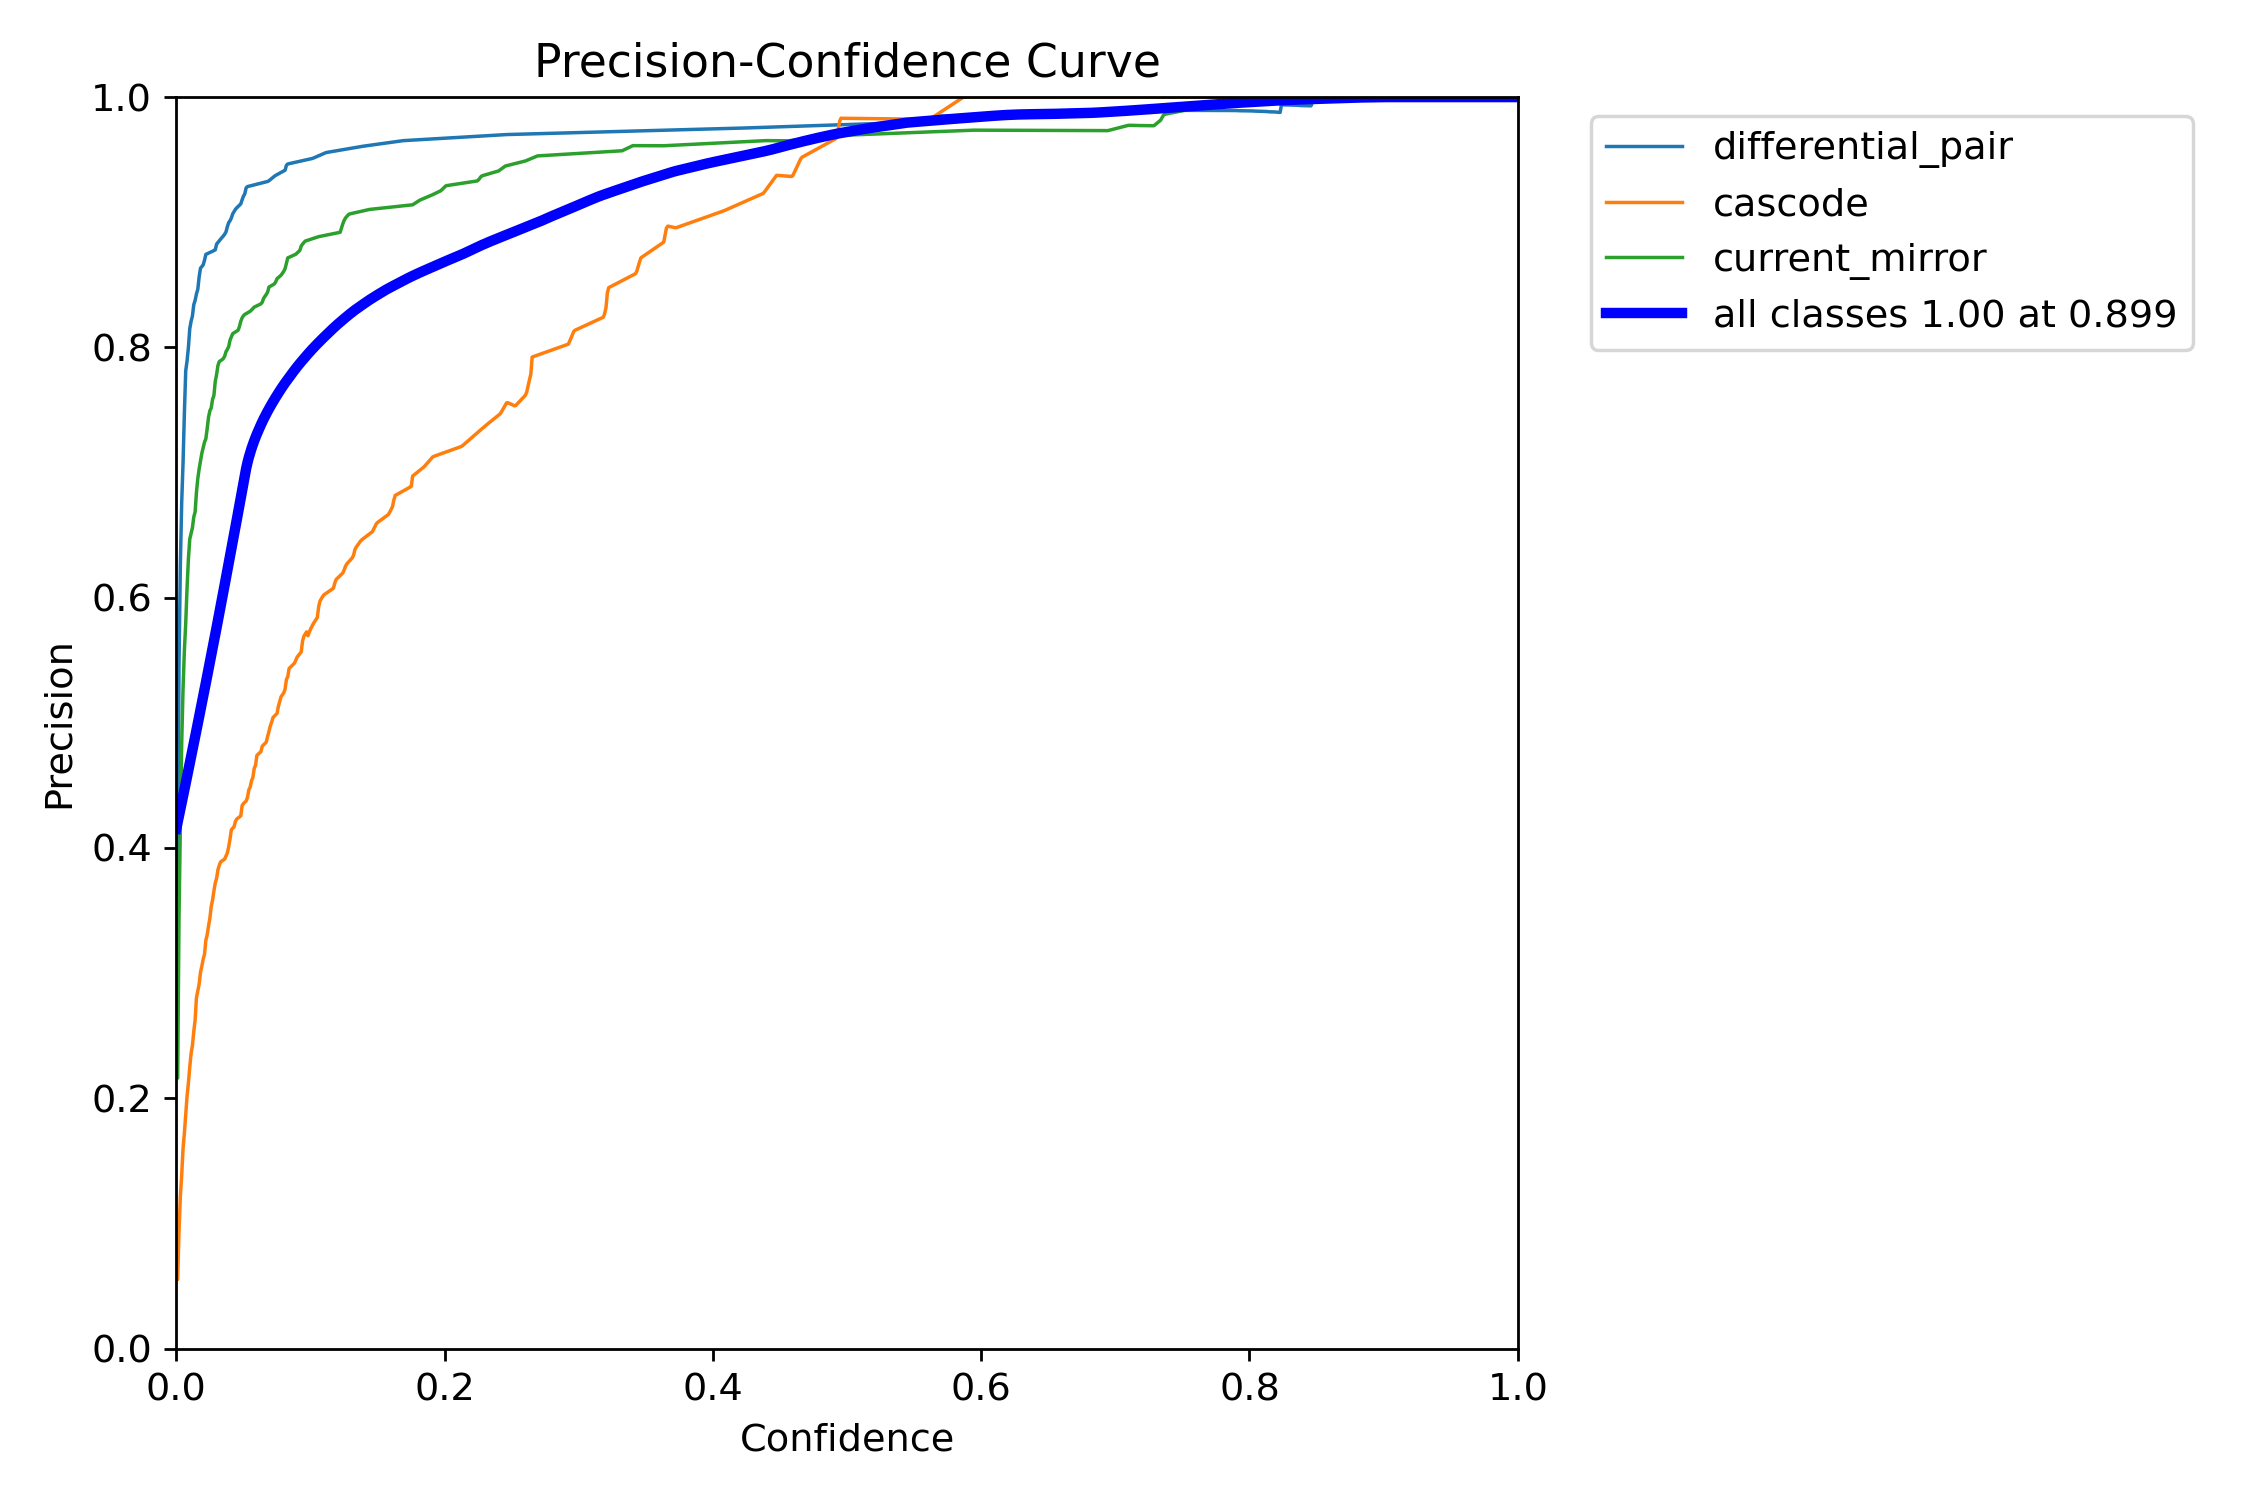 Precision-Confidence Curve
1.0
0.8
0.6
0.4
0.2
0.0
Precision
0.0 0.2 0.4 0.6 0.8 1.0
Confidence
differential_pair
cascode
current_mirror
all classes 1.00 at 0.899